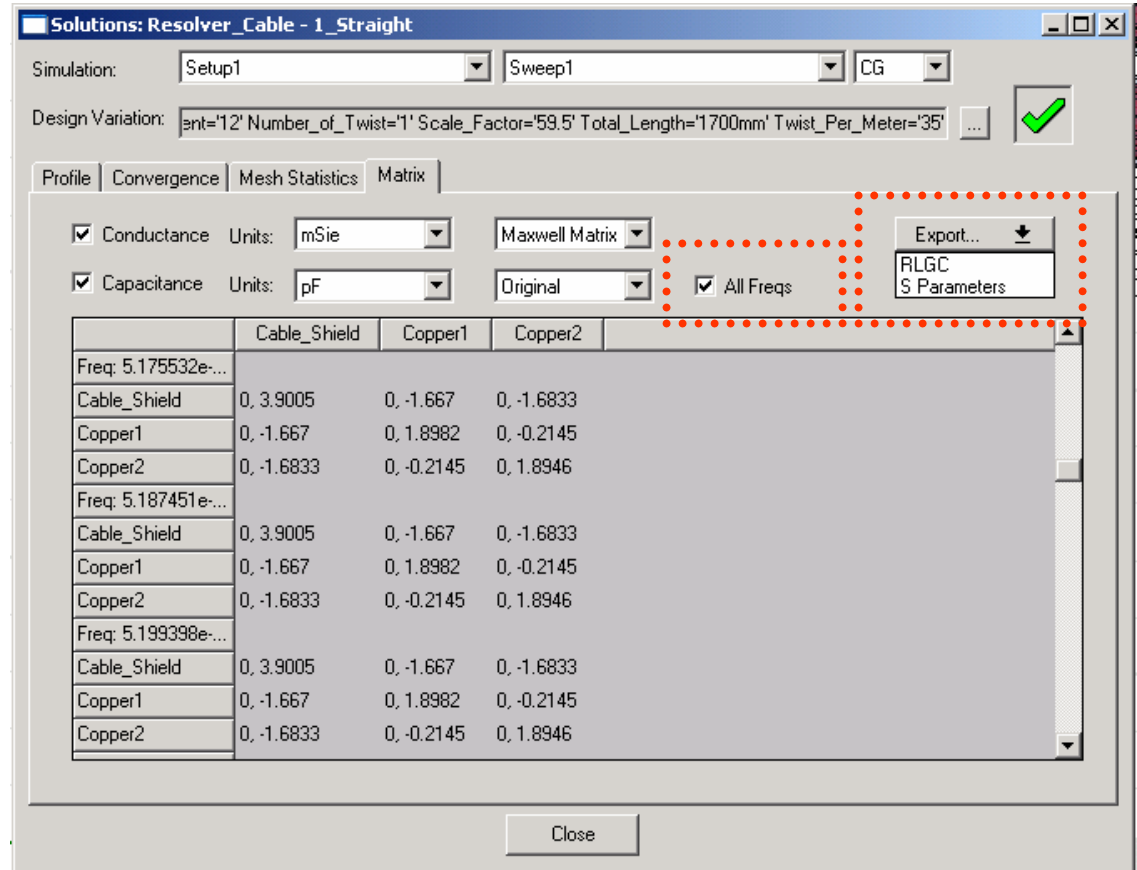 Solutions: Resolver_Cable - 1_Straight
Simulation: Setup1 Sweep1 CG
Design Variation: ent='12' Number_of_Twist='1' Scale_Factor='59.5' Total_Length='1700mm' Twist_Per_Meter='35' ...
Profile Convergence Mesh Statistics Matrix
Conductance Units: mSie Maxwell Matrix Export...
RLGC
Capacitance Units: pF Original All Freqs S Parameters
Cable_Shield Copper1 Copper2
Freq: 5.175532e-...
Cable_Shield 0, 3.9005 0, -1.667 0, -1.6833
Copper1 0, -1.667 0, 1.8982 0, -0.2145
Copper2 0, -1.6833 0, -0.2145 0, 1.8946
Freq: 5.187451e-...
Cable_Shield 0, 3.9005 0, -1.667 0, -1.6833
Copper1 0, -1.667 0, 1.8982 0, -0.2145
Copper2 0, -1.6833 0, -0.2145 0, 1.8946
Freq: 5.199398e-...
Cable_Shield 0, 3.9005 0, -1.667 0, -1.6833
Copper1 0, -1.667 0, 1.8982 0, -0.2145
Copper2 0, -1.6833 0, -0.2145 0, 1.8946
Close